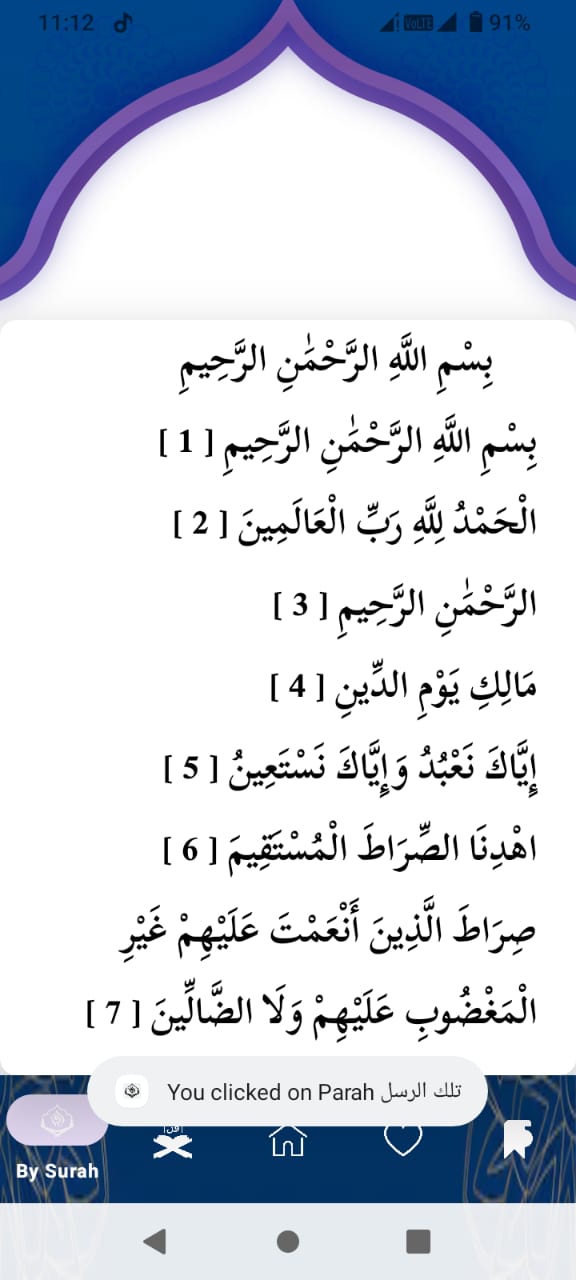 11:12 VoLTE 91%
بِسْمِ اللَّهِ الرَّحْمَٰنِ الرَّحِيمِ
بِسْمِ اللَّهِ الرَّحْمَٰنِ الرَّحِيمِ [ 1 ]
الْحَمْدُ لِلَّهِ رَبِّ الْعَالَمِينَ [ 2 ]
الرَّحْمَٰنِ الرَّحِيمِ [ 3 ]
مَالِكِ يَوْمِ الدِّينِ [ 4 ]
إِيَّاكَ نَعْبُدُ وَإِيَّاكَ نَسْتَعِينُ [ 5 ]
اهْدِنَا الصِّرَاطَ الْمُسْتَقِيمَ [ 6 ]
صِرَاطَ الَّذِينَ أَنْعَمْتَ عَلَيْهِمْ غَيْرِ
الْمَغْضُوبِ عَلَيْهِمْ وَلَا الضَّالِّينَ [ 7 ]
You clicked on Parah تلك الرسل
By Surah